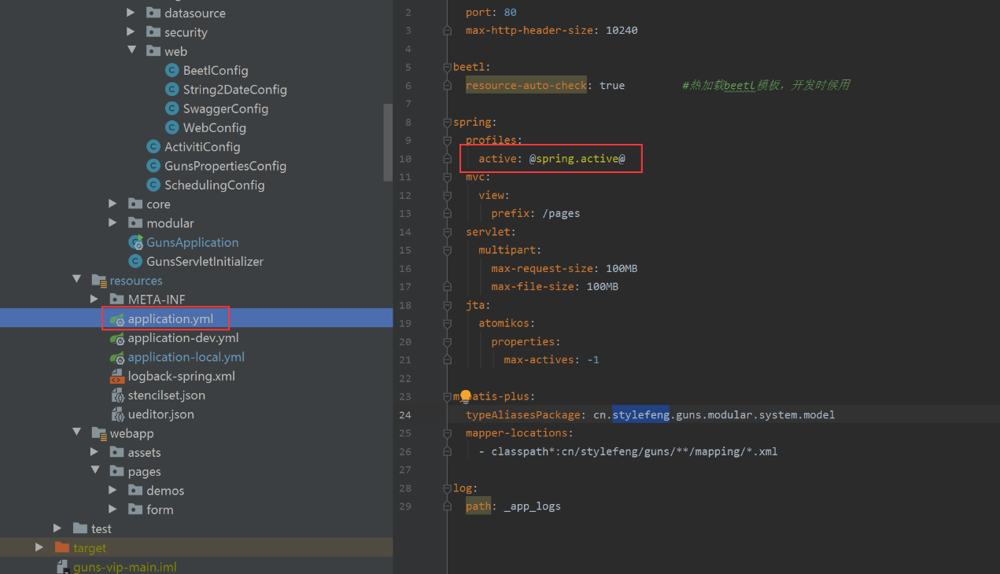 datasource
security
web
BeetlConfig
String2DateConfig
SwaggerConfig
WebConfig
ActivitiConfig
GunsPropertiesConfig
SchedulingConfig
core
modular
GunsApplication
GunsServletInitializer
resources
META-INF
application.yml
application-dev.yml
application-local.yml
logback-spring.xml
stencilset.json
ueditor.json
webapp
assets
pages
demos
form
test
target
guns-vip-main.iml
2 port: 80
3 max-http-header-size: 10240
4
5 beetl:
6 resource-auto-check: true #热加载beetl模板，开发时候用
7
8 spring:
9 profiles:
10 active: @spring.active@
11 mvc:
12 view:
13 prefix: /pages
14 servlet:
15 multipart:
16 max-request-size: 100MB
17 max-file-size: 100MB
18 jta:
19 atomikos:
20 properties:
21 max-actives: -1
22
23 mybatis-plus:
24 typeAliasesPackage: cn.stylefeng.guns.modular.system.model
25 mapper-locations:
26 - classpath*:cn/stylefeng/guns/**/mapping/*.xml
27
28 log:
29 path: _app_logs